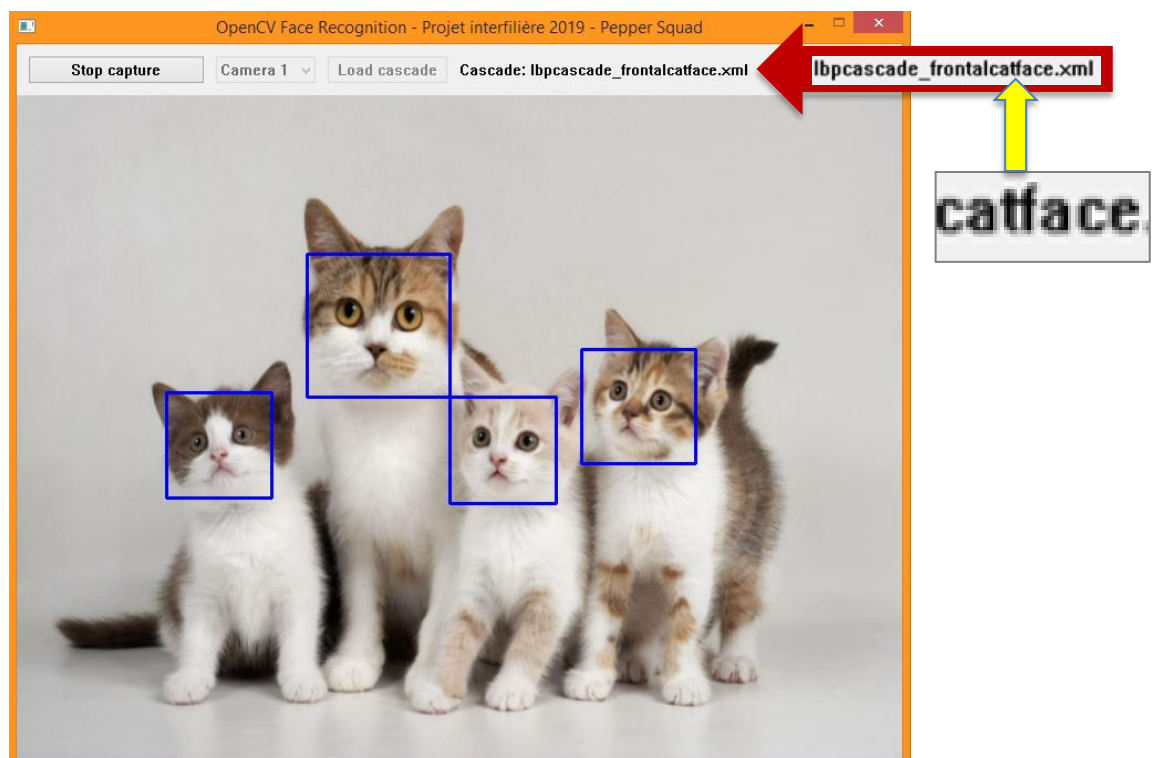 OpenCV Face Recognition - Projet interfilière 2019 - Pepper Squad
Stop capture Camera 1 Load cascade Cascade: lbpcascade_frontalcatface.xml
lbpcascade_frontalcatface.xml
catface.